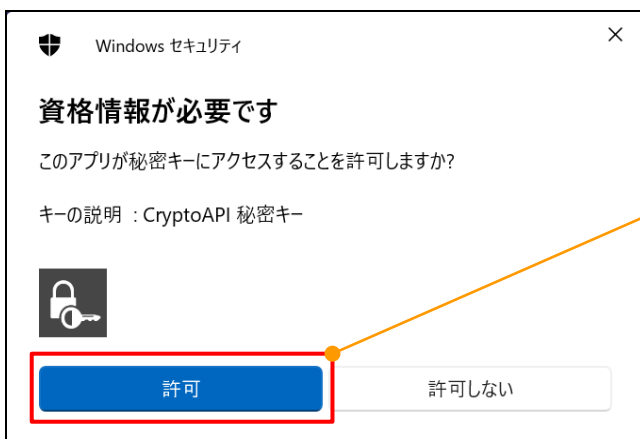 Windows セキュリティ
資格情報が必要です
このアプリが秘密キーにアクセスすることを許可しますか?
キーの説明 : CryptoAPI 秘密キー
許可
許可しない